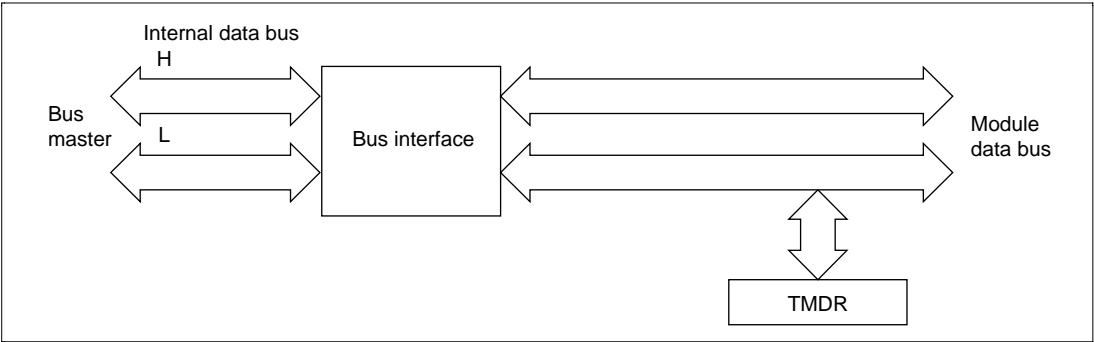 Internal data bus
H
Bus
master
L
Bus interface
Module
data bus
TMDR